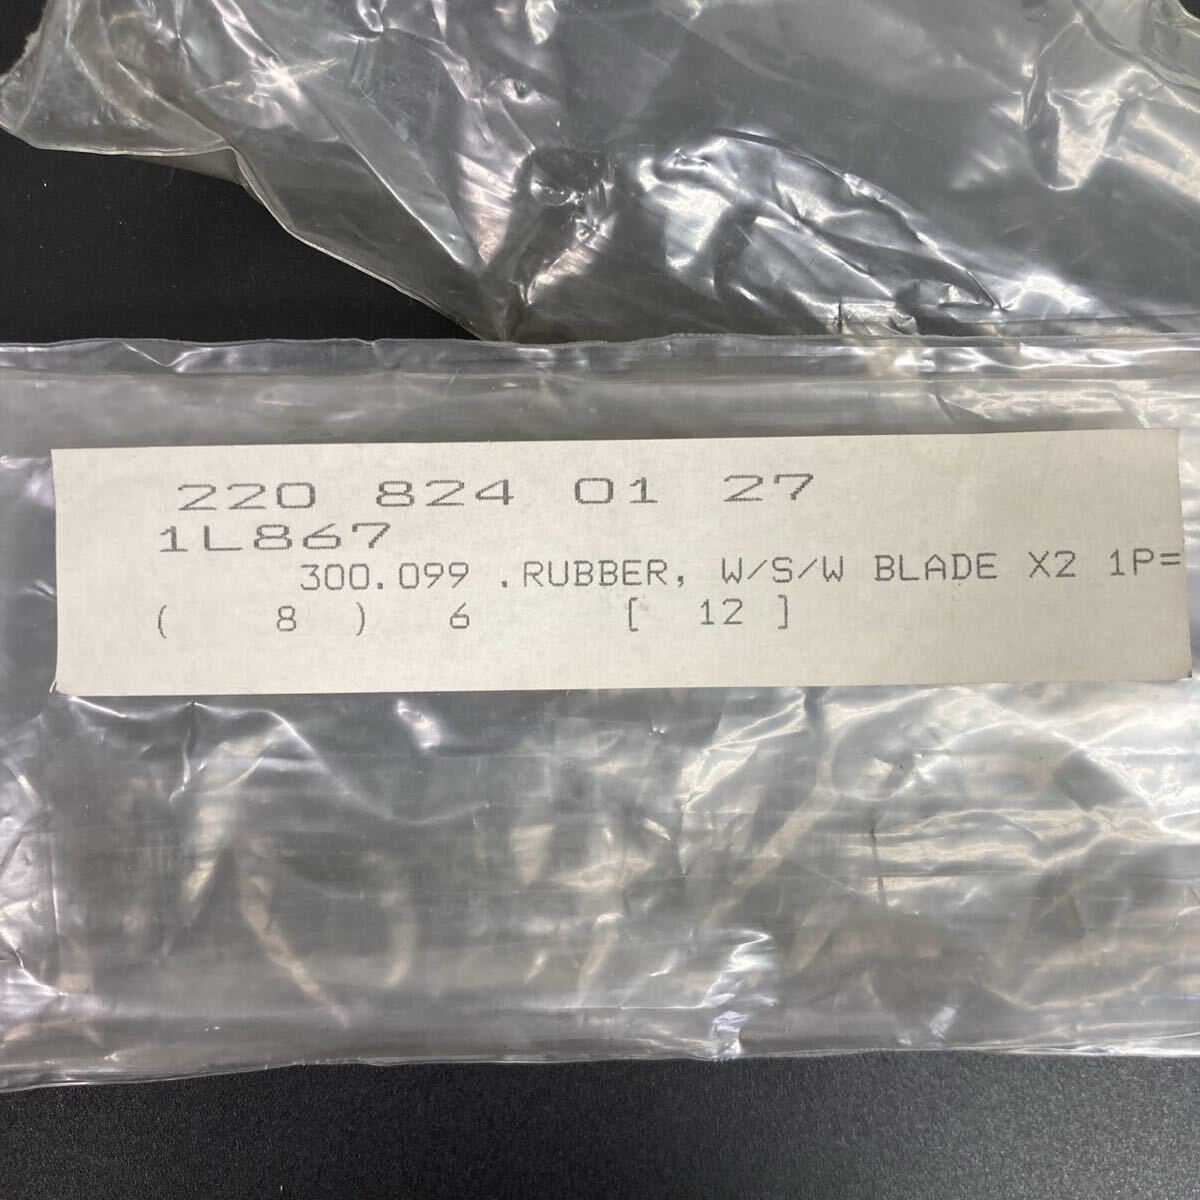 220 824 01 27
1L867
300.099 .RUBBER, W/S/W BLADE X2 1P=
( 8 ) 6 [ 12 ]